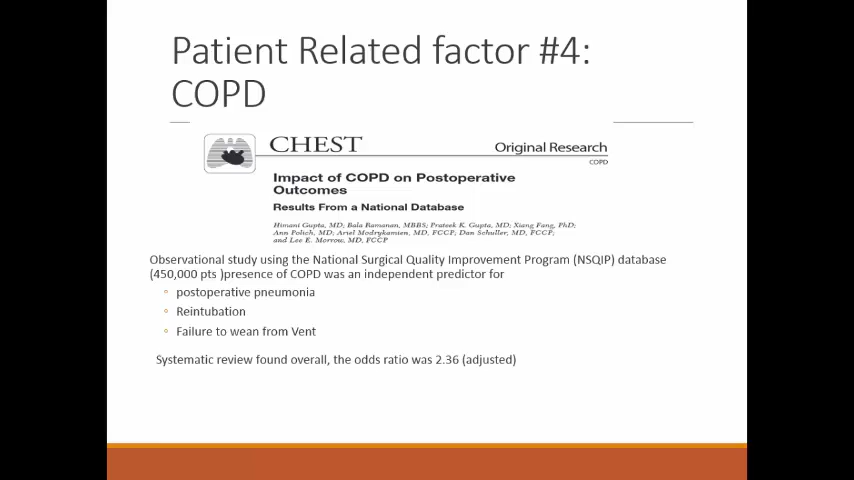 Patient Related factor #4:
COPD
CHEST
Original Research
COPD
Impact of COPD on Postoperative
Outcomes
Results From a National Database
Himani Gupta, MD; Bala Ramanan, MBBS; Prateek K. Gupta, MD; Xiang Fang, PhD;
Ann Polich, MD; Ariel Modrykamien, MD, FCCP; Dan Schuller, MD, FCCP;
and Lee E. Morrow, MD, FCCP
Observational study using the National Surgical Quality Improvement Program (NSQIP) database
(450,000 pts )presence of COPD was an independent predictor for
◦ postoperative pneumonia
◦ Reintubation
◦ Failure to wean from Vent
Systematic review found overall, the odds ratio was 2.36 (adjusted)